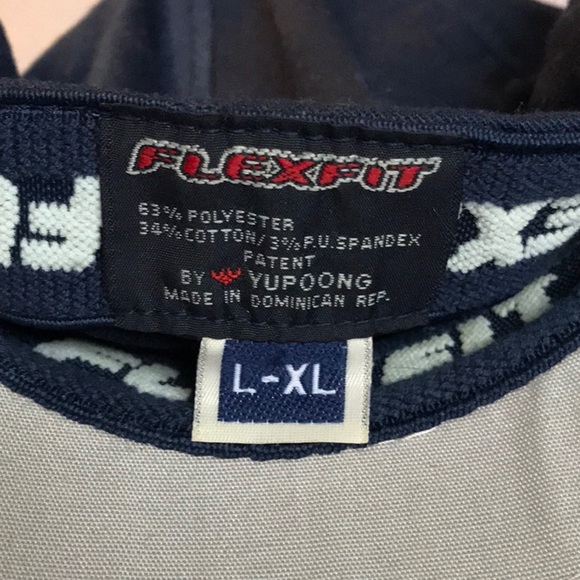 FLEXFIT
63% POLYESTER
34% COTTON/3% P.U.SPANDEX
PATENT
BY YUPOONG
MADE IN DOMINICAN REP.
L-XL